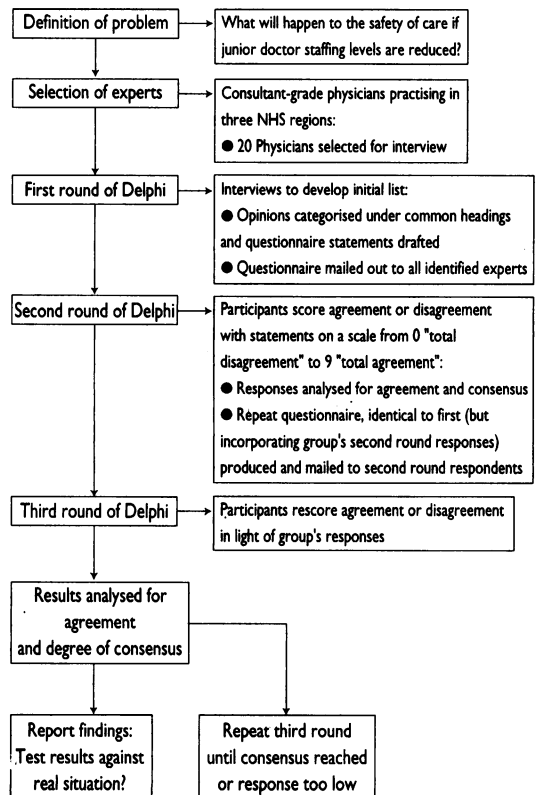 Definition of problem
What will happen to the safety of care if
junior doctor staffing levels are reduced?
Selection of experts
Consultant-grade physicians practising in
three NHS regions:
● 20 Physicians selected for interview
First round of Delphi
Interviews to develop initial list:
● Opinions categorised under common headings
and questionnaire statements drafted
● Questionnaire mailed out to all identified experts
Second round of Delphi
Participants score agreement or disagreement
with statements on a scale from 0 "total
disagreement" to 9 "total agreement":
● Responses analysed for agreement and consensus
● Repeat questionnaire, identical to first (but
incorporating group's second round responses)
produced and mailed to second round respondents
Third round of Delphi
Participants rescore agreement or disagreement
in light of group's responses
Results analysed for
agreement
and degree of consensus
Report findings:
Test results against
real situation?
Repeat third round
until consensus reached
or response too low